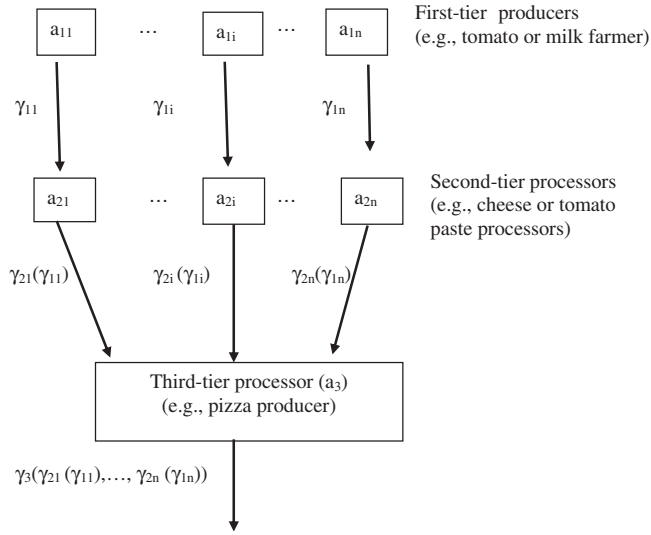 First-tier producers
(e.g., tomato or milk farmer)
a₁₁ ... a₁ᵢ ... a₁ₙ
γ₁₁ γ₁ᵢ γ₁ₙ
Second-tier processors
(e.g., cheese or tomato
paste processors)
a₂₁ ... a₂ᵢ ... a₂ₙ
γ₂₁(γ₁₁) γ₂ᵢ (γ₁ᵢ) γ₂ₙ(γ₁ₙ)
Third-tier processor (a₃)
(e.g., pizza producer)
γ₃(γ₂₁ (γ₁₁),…, γ₂ₙ (γ₁ₙ))